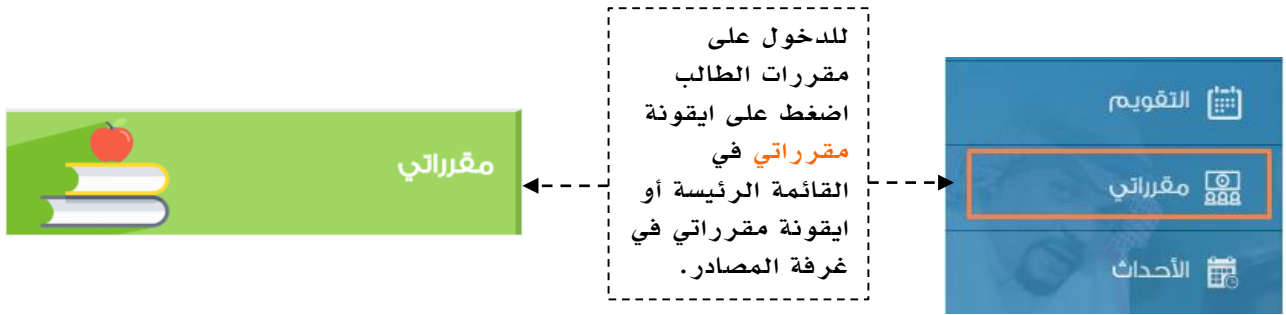 التقويم
مقرراتي
الأحداث
للدخول على
مقررات الطالب
اضغط على ايقونة
مقرراتي في
القائمة الرئيسة أو
ايقونة مقرراتي في
غرفة المصادر.
مقرراتي